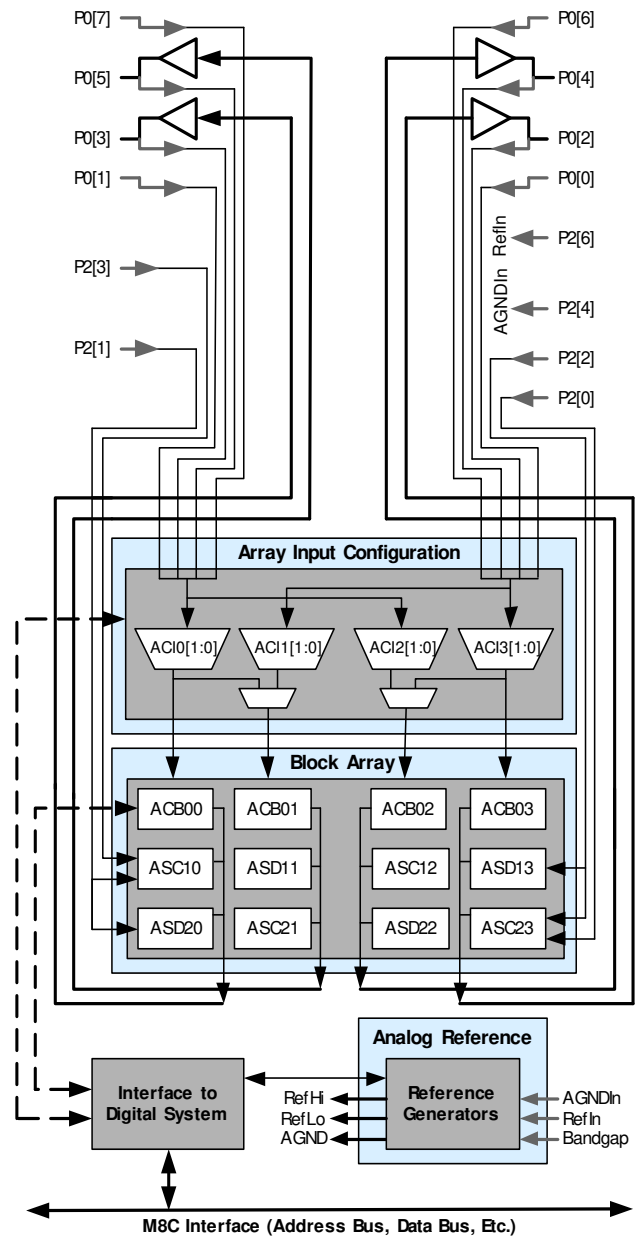 P0[7]
P0[6]
P0[5]
P0[4]
P0[3]
P0[2]
P0[1]
P0[0]
RefIn
P2[6]
P2[3]
AGNDIn
P2[4]
P2[1]
P2[2]
P2[0]
Array Input Configuration
ACI0[1:0]
ACI1[1:0]
ACI2[1:0]
ACI3[1:0]
Block Array
ACB00
ACB01
ACB02
ACB03
ASC10
ASD11
ASC12
ASD13
ASD20
ASC21
ASD22
ASC23
Analog Reference
Interface to
Digital System
RefHi
RefLo
AGND
Reference
Generators
AGNDIn
RefIn
Bandgap
M8C Interface (Address Bus, Data Bus, Etc.)